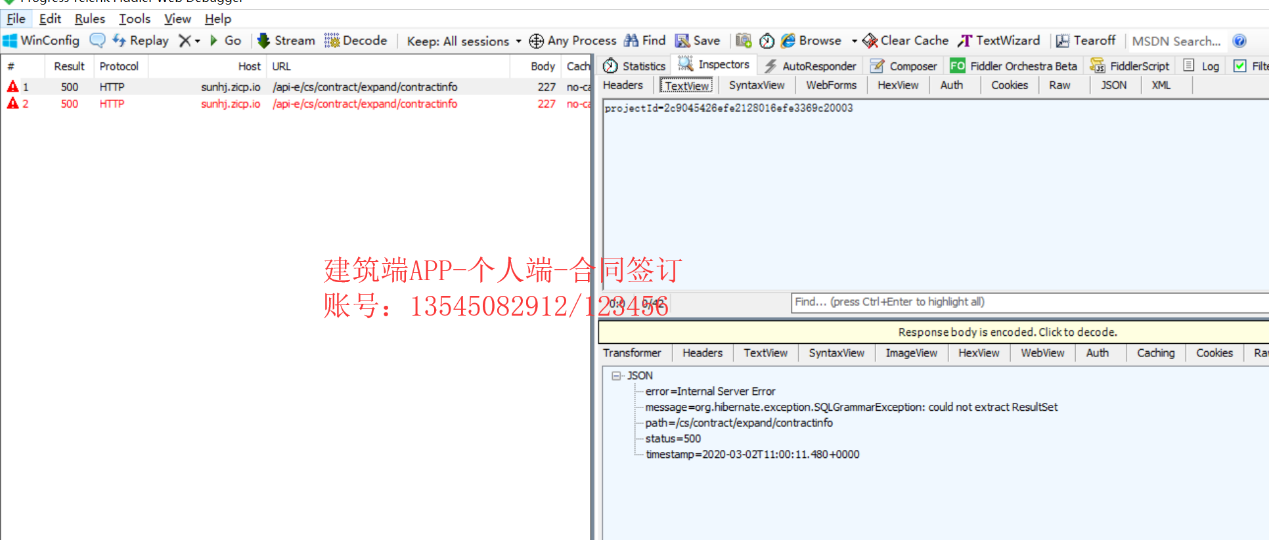 Progress Telerik Fiddler Web Debugger
File Edit Rules Tools View Help
WinConfig Replay Go Stream Decode Keep: All sessions Any Process Find Save Browse Clear Cache TextWizard Tearoff MSDN Search...
# Result Protocol Host URL Body Cach
1 500 HTTP sunhj.zicp.io /api-e/cs/contract/expand/contractinfo 227 no-ca
2 500 HTTP sunhj.zicp.io /api-e/cs/contract/expand/contractinfo 227 no-ca
Statistics Inspectors AutoResponder Composer FO Fiddler Orchestra Beta FiddlerScript Log Filte
Headers TextView SyntaxView WebForms HexView Auth Cookies Raw JSON XML
projectId=2c9045426efe2128016efe3369c20003
建筑端APP-个人端-合同签订
账号：13545082912/123456
0:0 0/42 Find... (press Ctrl+Enter to highlight all)
Response body is encoded. Click to decode.
Transformer Headers TextView SyntaxView ImageView HexView WebView Auth Caching Cookies Raw
JSON
error=Internal Server Error
message=org.hibernate.exception.SQLGrammarException: could not extract ResultSet
path=/cs/contract/expand/contractinfo
status=500
timestamp=2020-03-02T11:00:11.480+0000